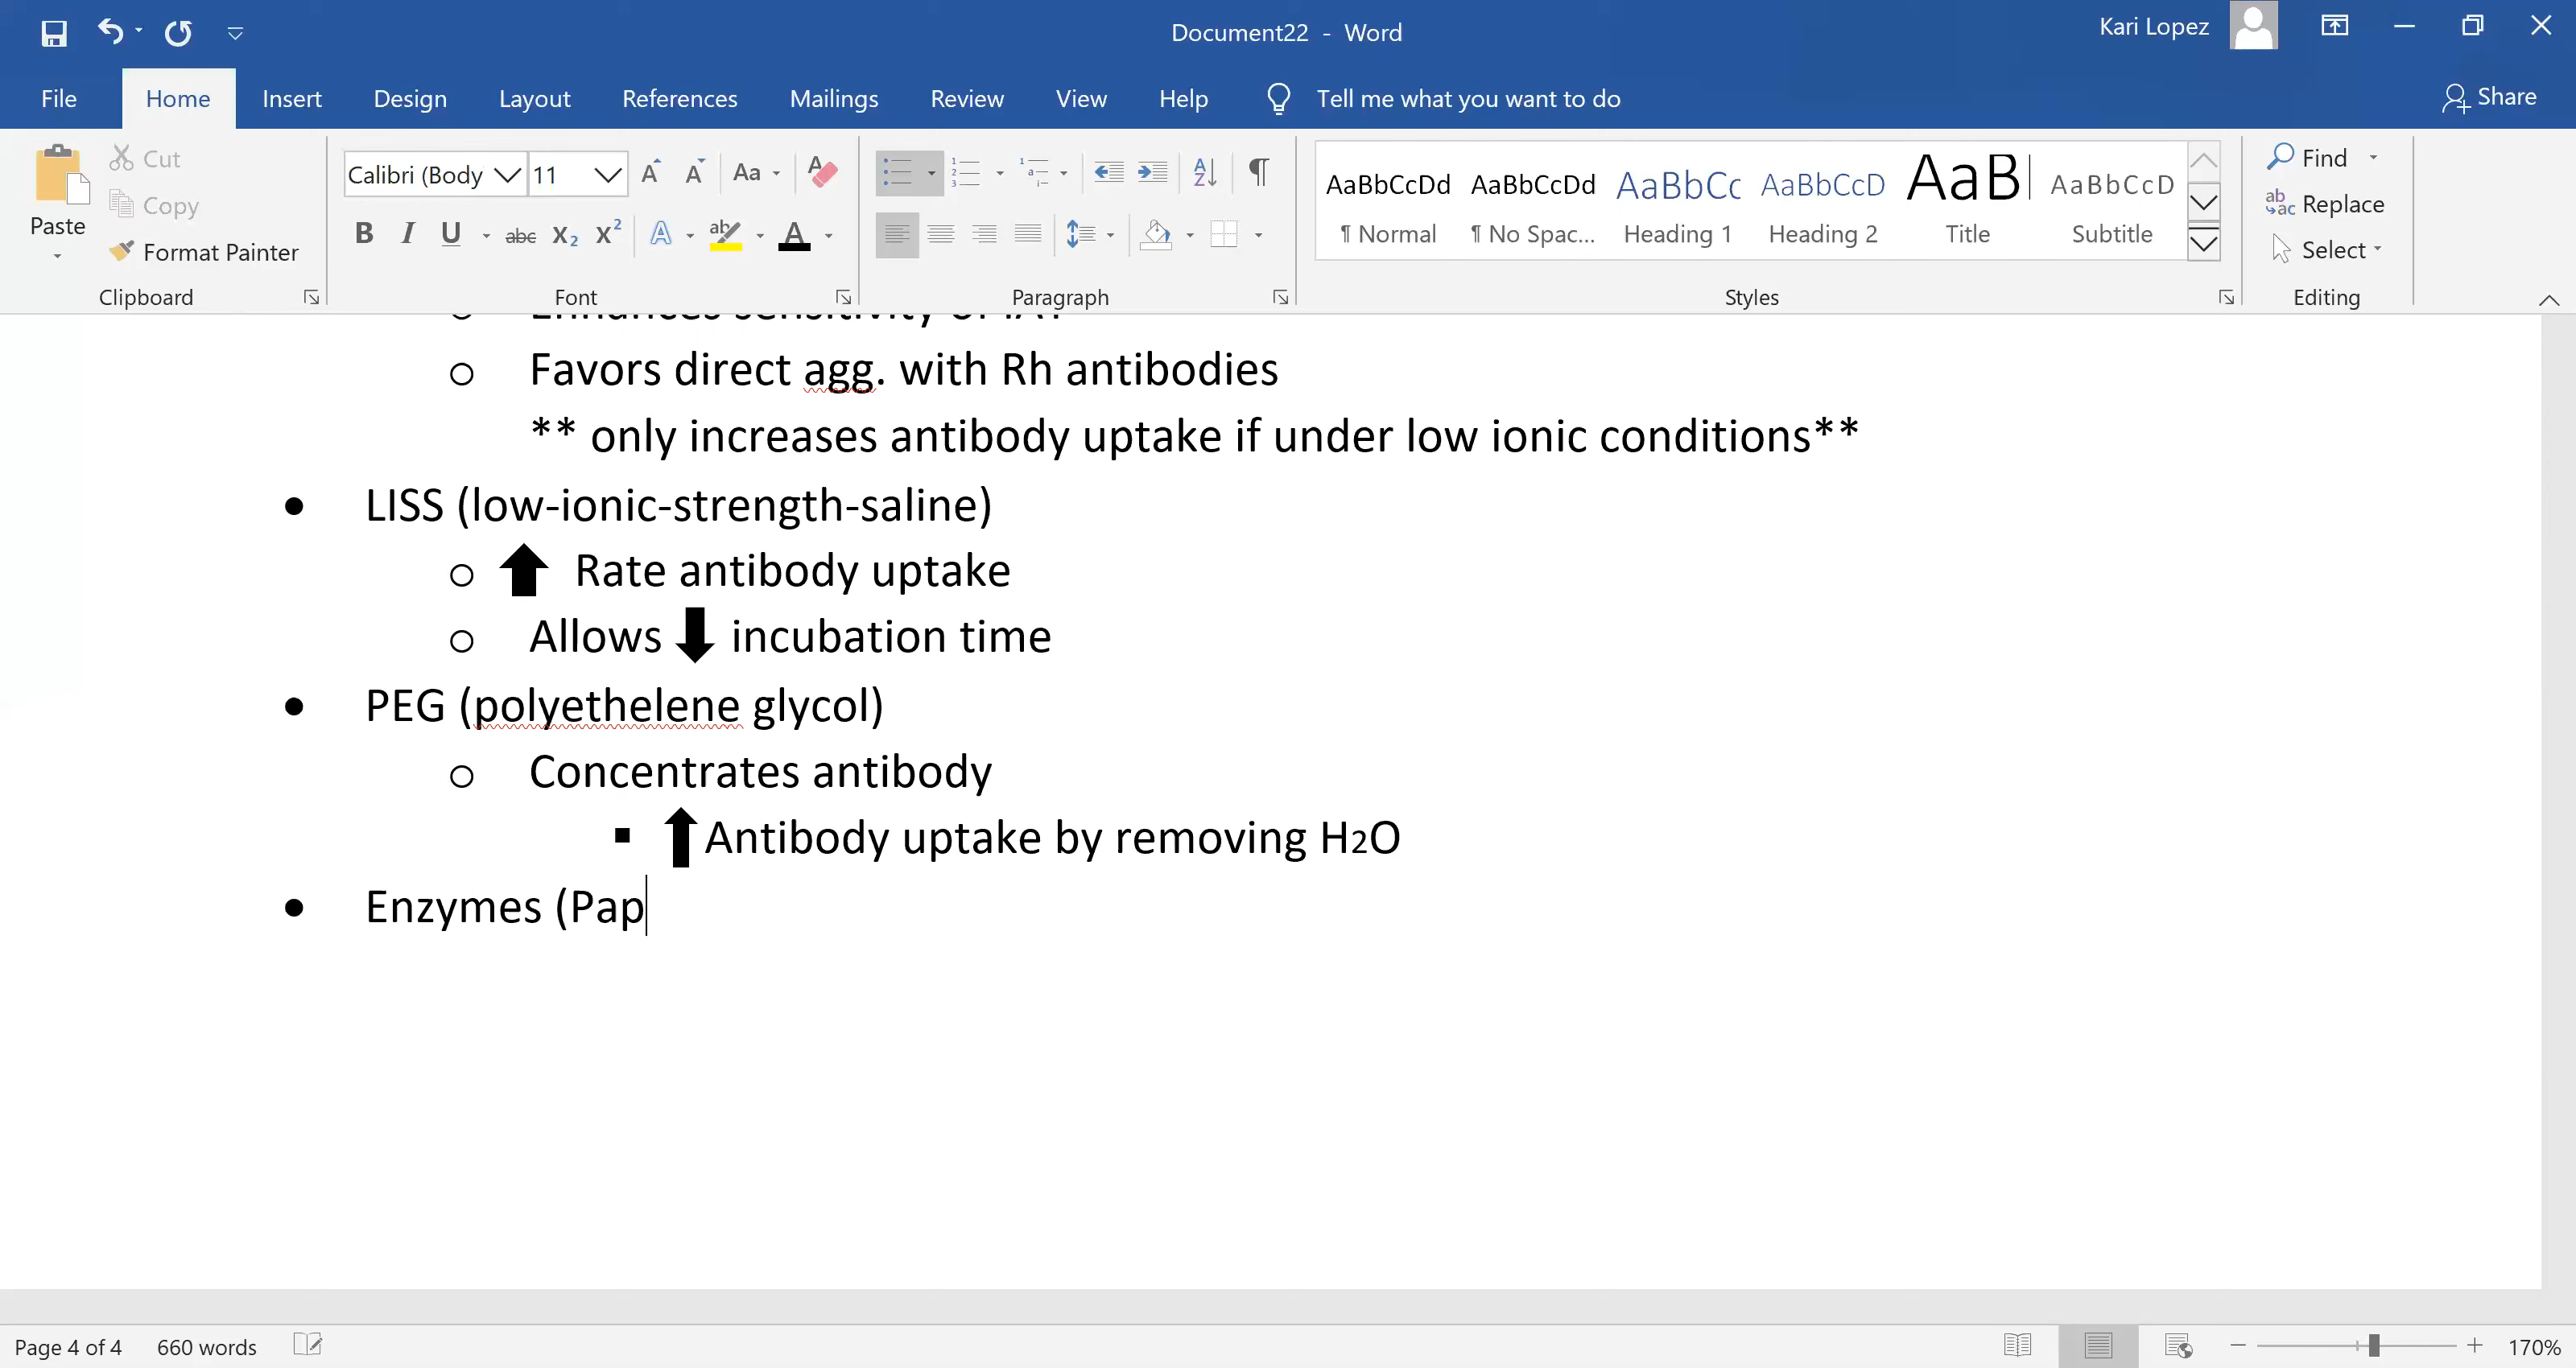 Document22 - Word
Kari Lopez
File Home Insert Design Layout References Mailings Review View Help Tell me what you want to do Share
Paste
Cut
Copy
Format Painter
Clipboard
Calibri (Body 11
Font
Paragraph
AaBbCcDd AaBbCcDd AaBbCc AaBbCcD AaB AaBbCcD
¶ Normal ¶ No Spac... Heading 1 Heading 2 Title Subtitle
Styles
Find
Replace
Select
Editing
Enhances sensitivity of IAT
o Favors direct agg. with Rh antibodies
** only increases antibody uptake if under low ionic conditions**
• LISS (low-ionic-strength-saline)
o Rate antibody uptake
o Allows incubation time
• PEG (polyethelene glycol)
o Concentrates antibody
▪ Antibody uptake by removing H2O
• Enzymes (Pap
Page 4 of 4 660 words 170%